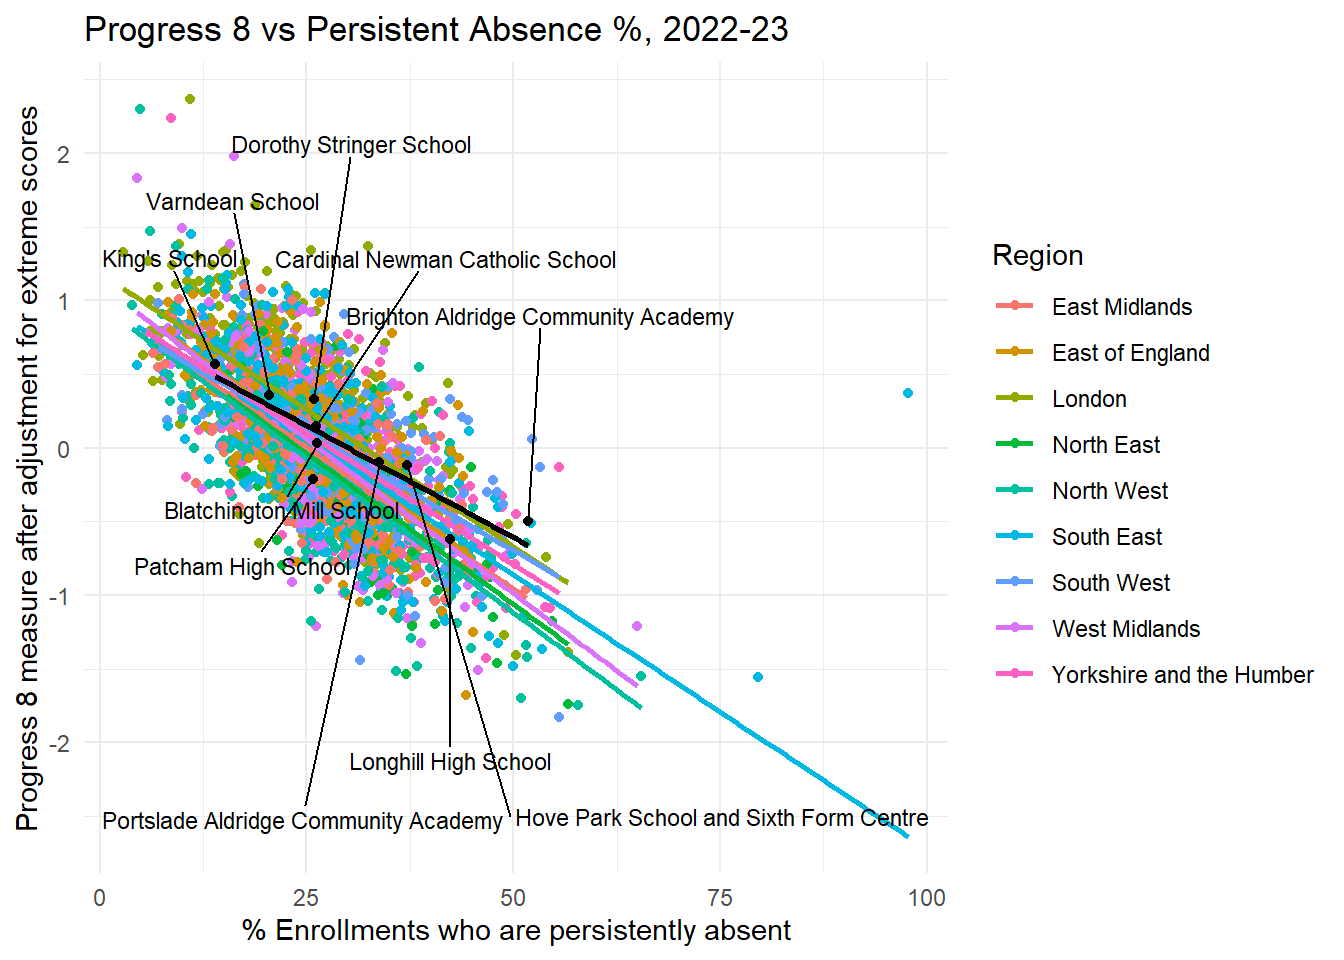 Progress 8 vs Persistent Absence %, 2022-23
Progress 8 measure after adjustment for extreme scores
2
1
0
-1
-2
Dorothy Stringer School
Varndean School
King's School
Cardinal Newman Catholic School
Brighton Aldridge Community Academy
Blatchington Mill School
Patcham High School
Longhill High School
Portslade Aldridge Community Academy
Hove Park School and Sixth Form Centre
0
25
50
75
100
% Enrollments who are persistently absent
Region
East Midlands
East of England
London
North East
North West
South East
South West
West Midlands
Yorkshire and the Humber